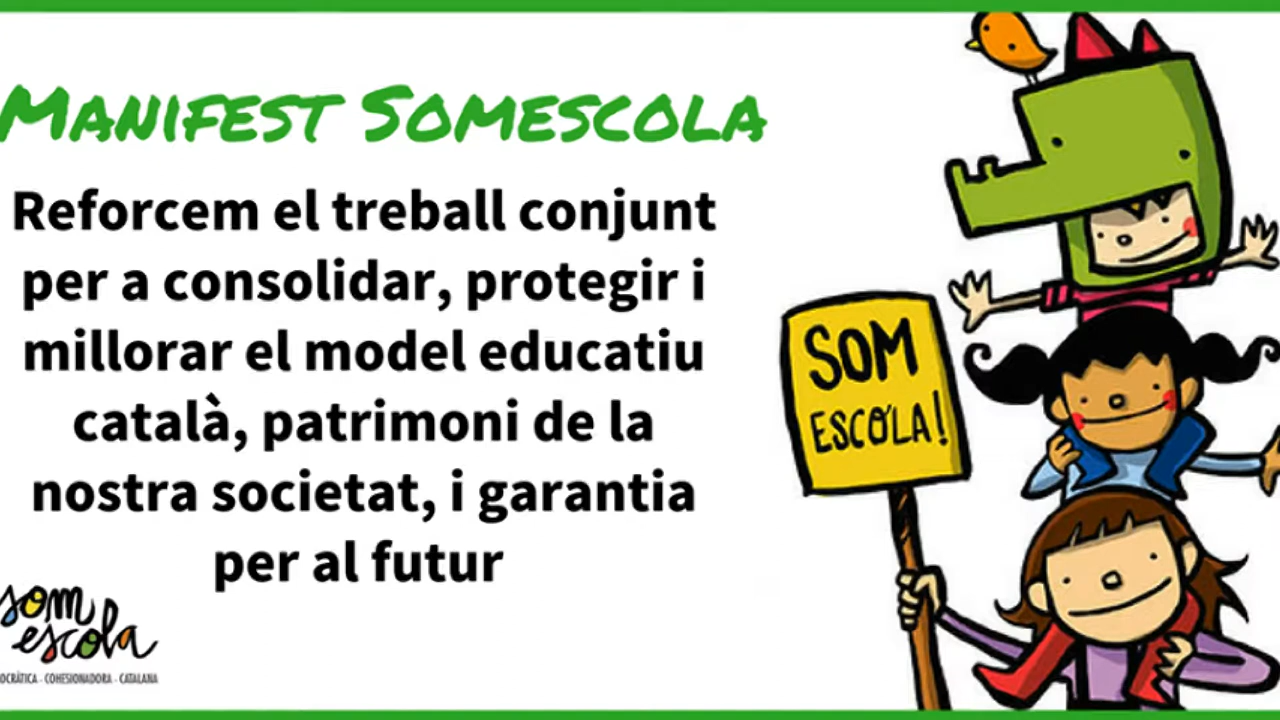 Manifest Somescola
Reforcem el treball conjunt
per a consolidar, protegir i
millorar el model educatiu
català, patrimoni de la
nostra societat, i garantia
per al futur
SOM
ESCOLA!
som
escola
OCRÀTICA - COHESIONADORA - CATALANA